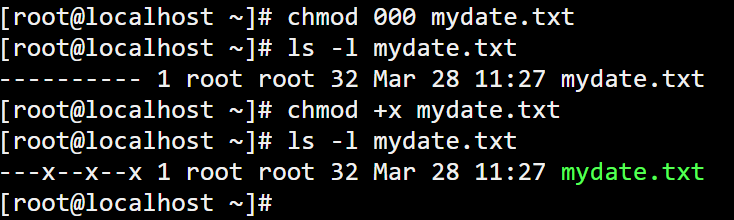 [root@localhost ~]# chmod 000 mydate.txt
[root@localhost ~]# ls -l mydate.txt
---------- 1 root root 32 Mar 28 11:27 mydate.txt
[root@localhost ~]# chmod +x mydate.txt
[root@localhost ~]# ls -l mydate.txt
---x--x--x 1 root root 32 Mar 28 11:27 mydate.txt
[root@localhost ~]#